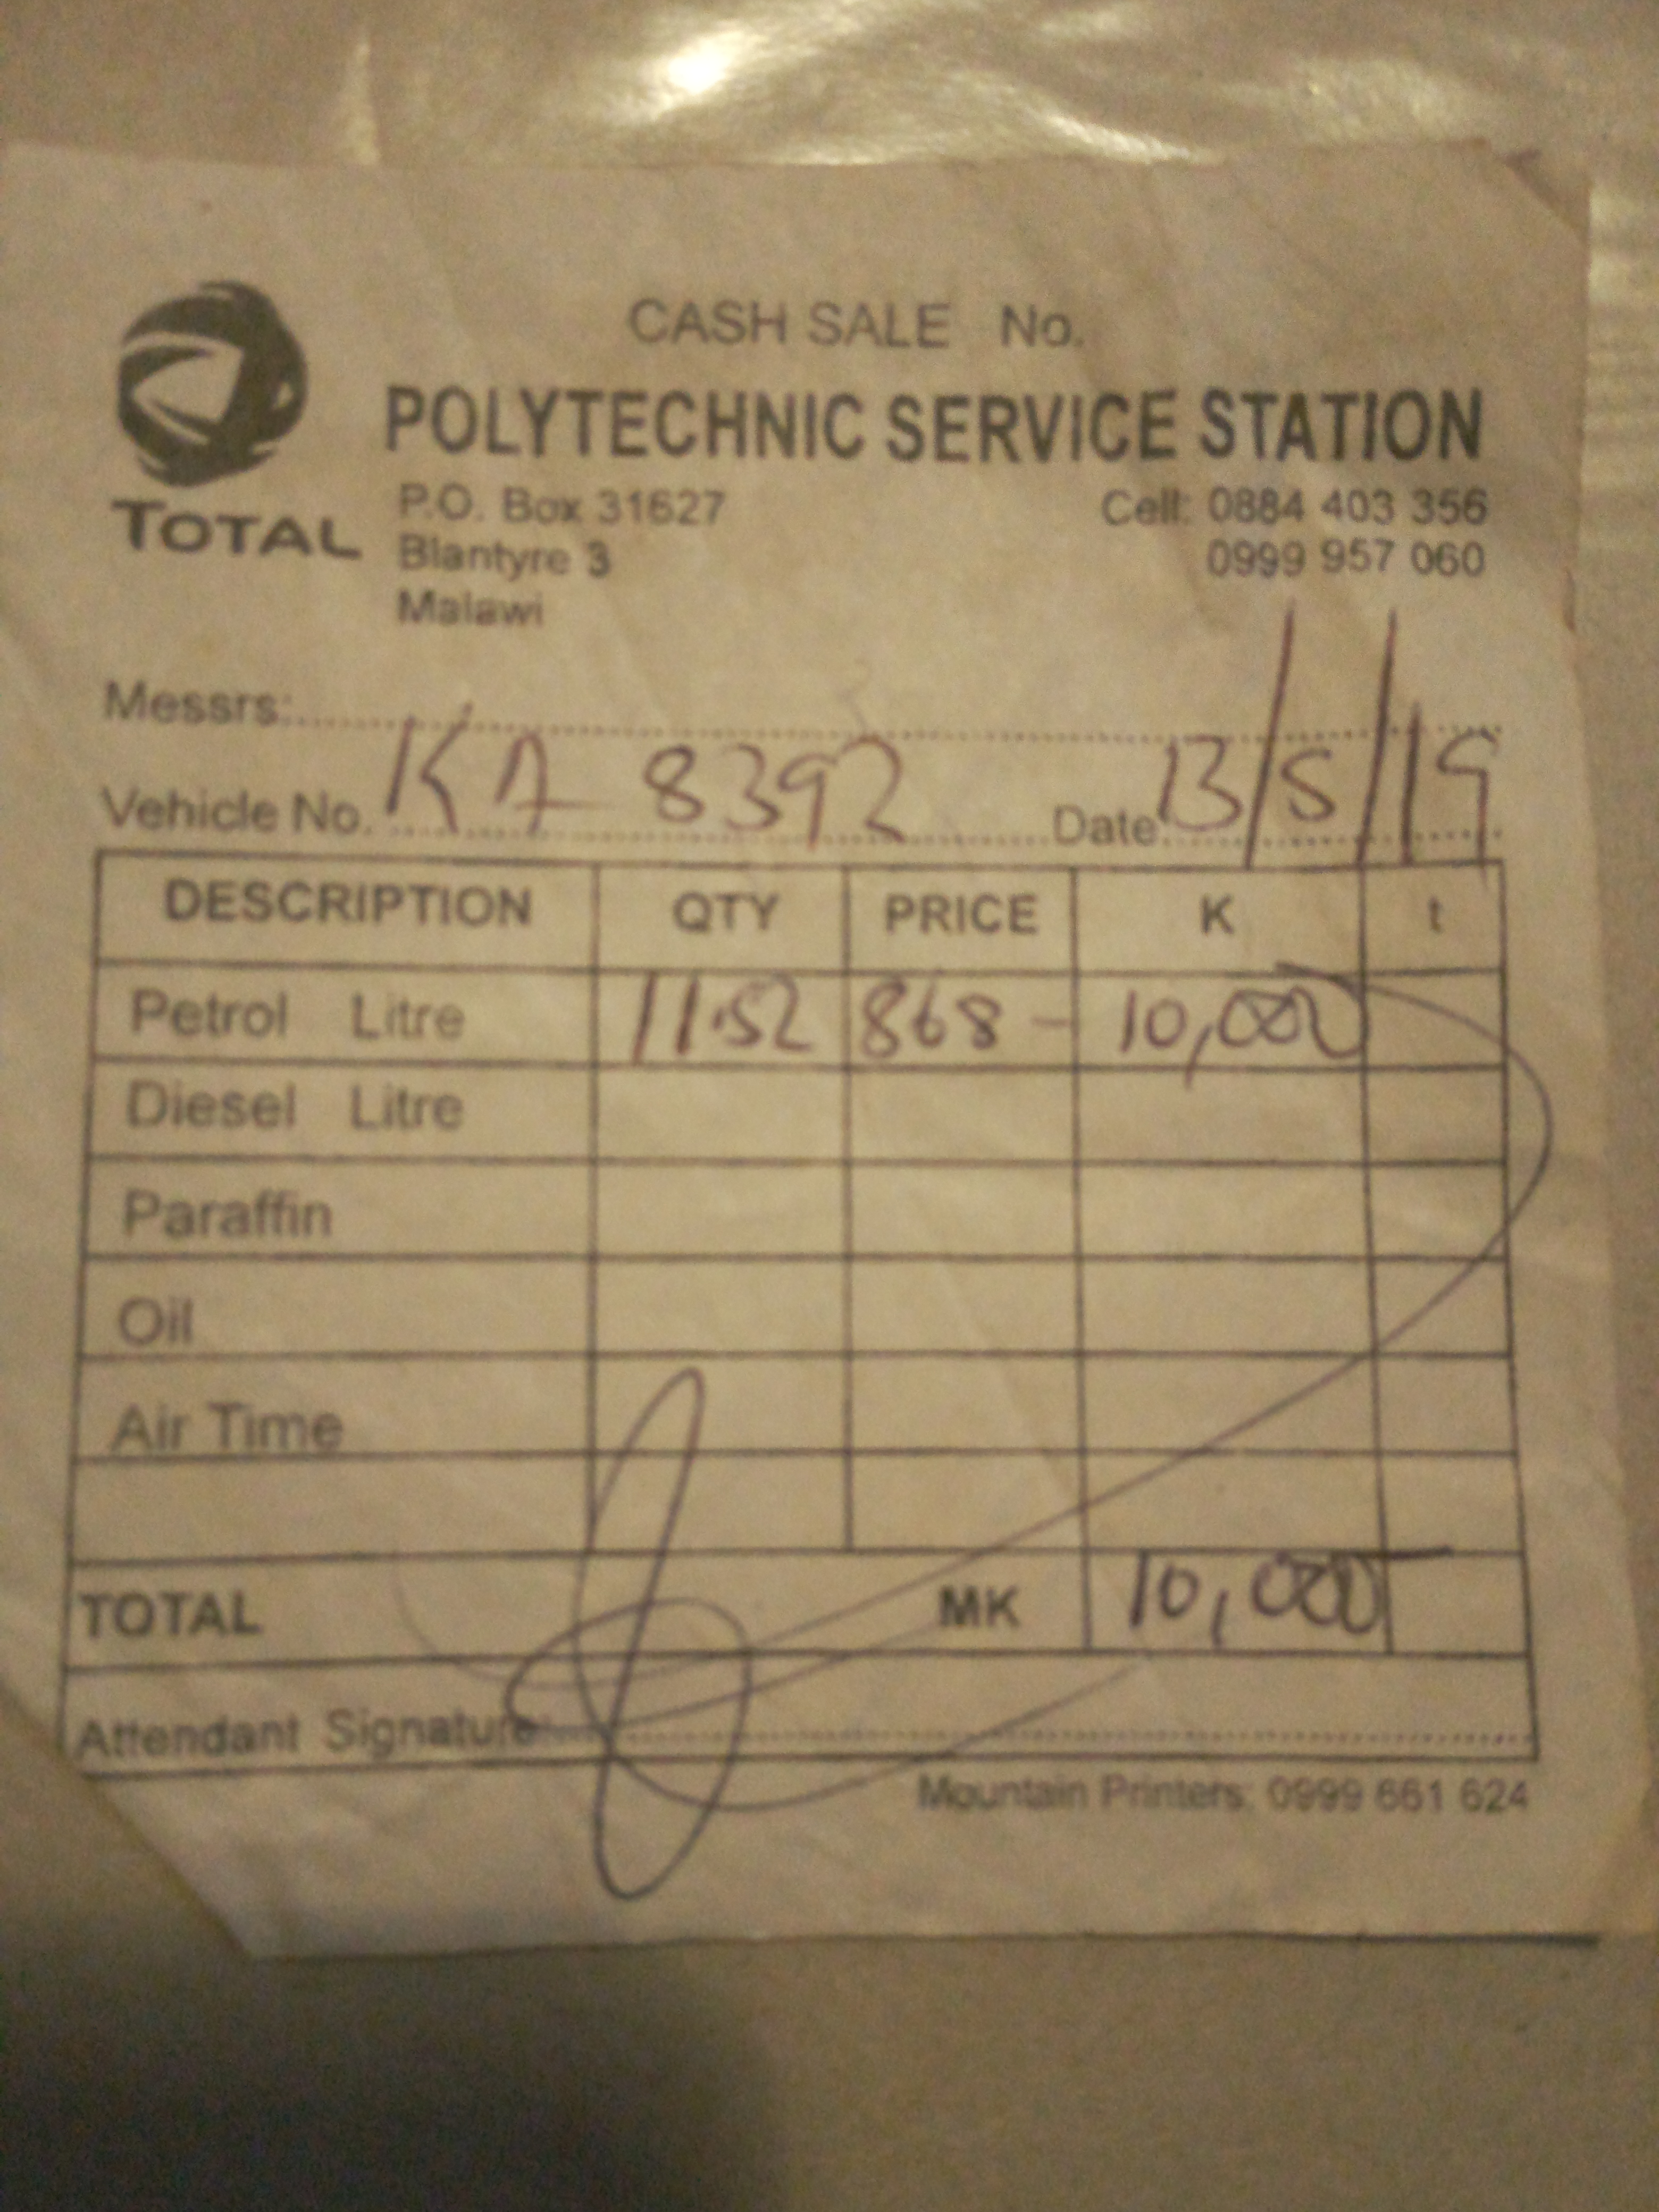 CASH SALE No.
POLYTECHNIC SERVICE STATION
TOTAL
P.O. Box 31627
Blantyre 3
Malawi
Cell: 0884 403 356
0999 957 060
Messrs:
Vehicle No. KA 8392 Date 13/5/19
DESCRIPTION QTY PRICE K t
Petrol Litre 11.52 868 - 10,000
Diesel Litre
Paraffin
Oil
Air Time
TOTAL MK 10,000
Attendant Signature:
Mountain Printers: 0999 661 624